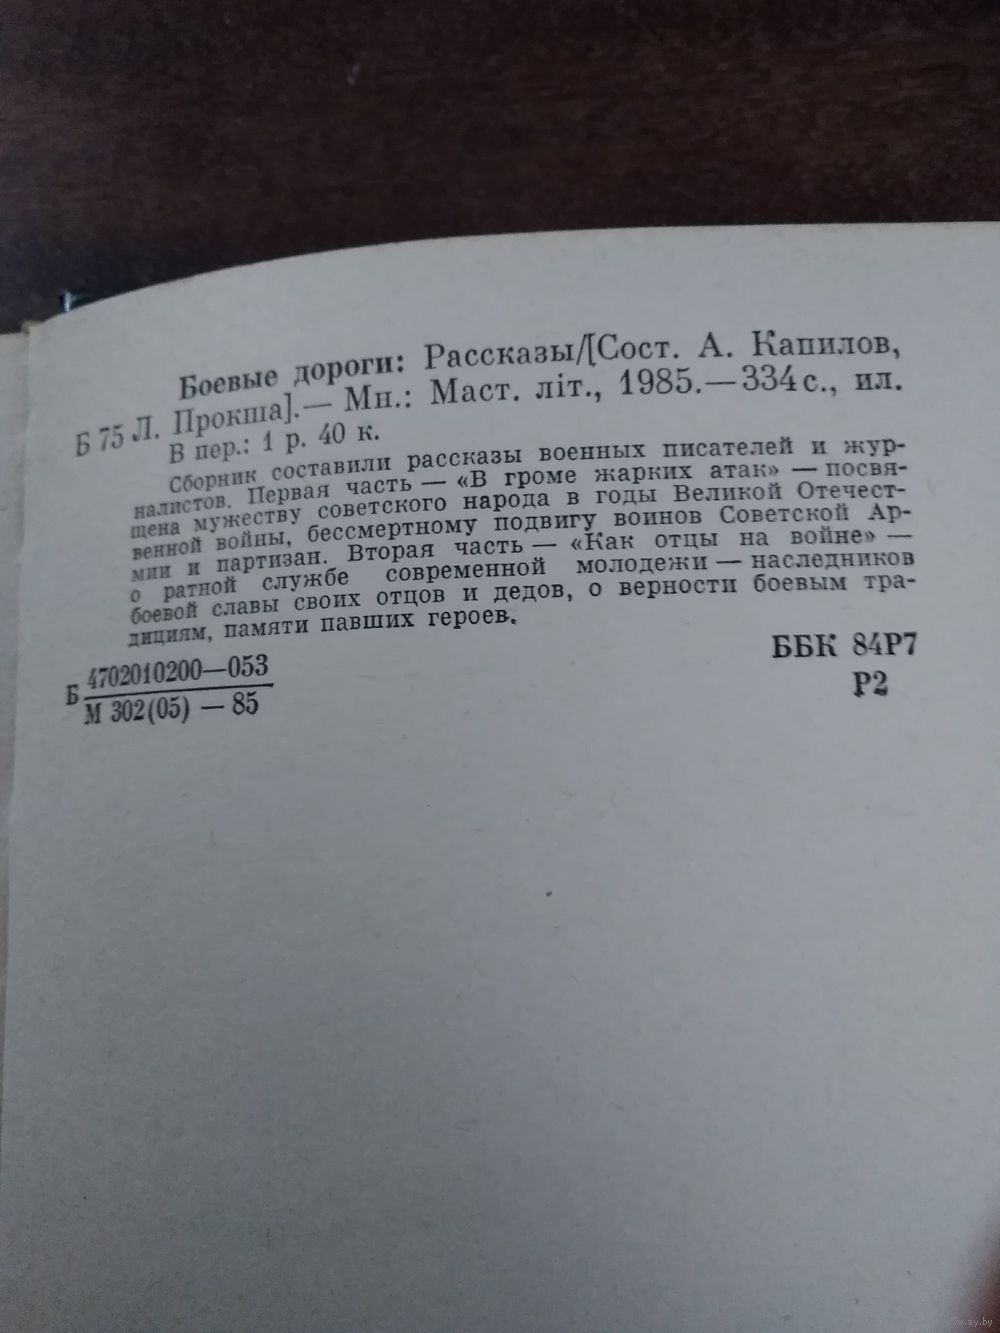 Боевые дороги: Рассказы/[Сост. А. Капилов,
Б 75 Л. Прокша].— Мн.: Маст. літ., 1985.—334 с., ил.
В пер.: 1 р. 40 к.
Сборник составили рассказы военных писателей и жур-
налистов. Первая часть — «В громе жарких атак» — посвя-
щена мужеству советского народа в годы Великой Отечест-
венной войны, бессмертному подвигу воинов Советской Ар-
мии и партизан. Вторая часть — «Как отцы на войне» —
о ратной службе современной молодежи — наследников
боевой славы своих отцов и дедов, о верности боевым тра-
дициям, памяти павших героев.
Б 4702010200—053
М 302(05) — 85
ББК 84Р7
Р2
www.ay.by